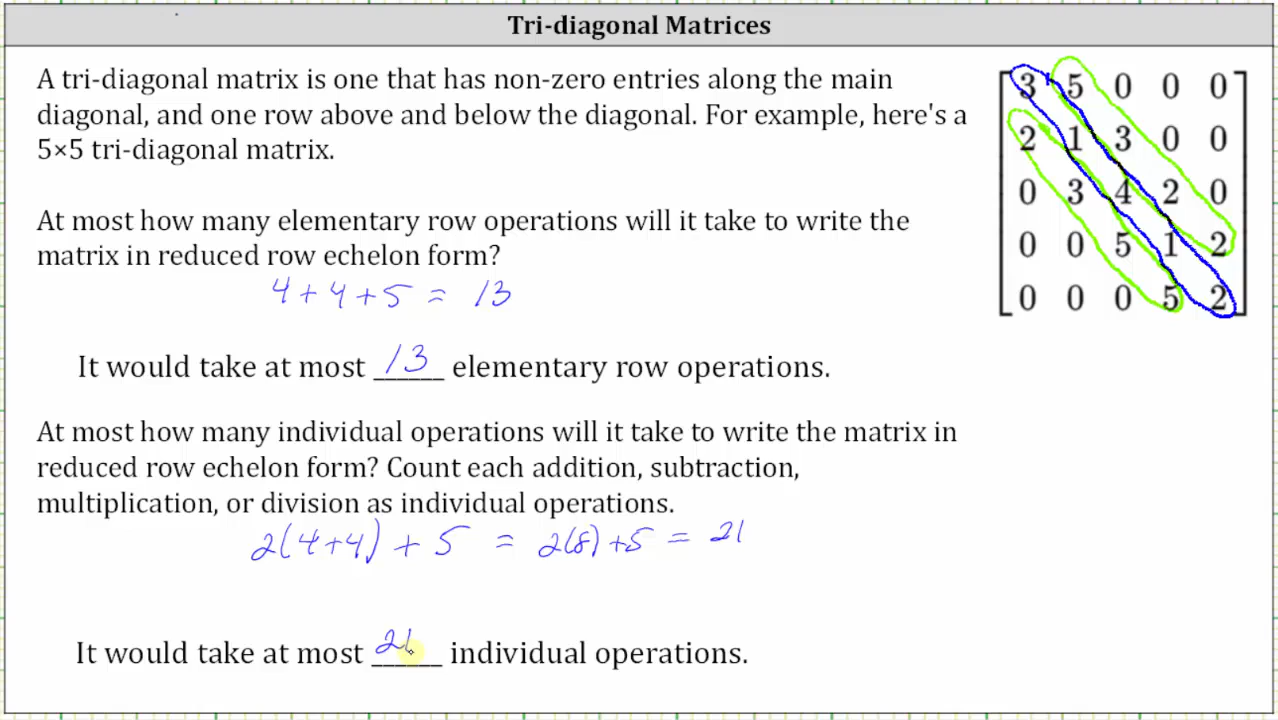 Tri-diagonal Matrices
A tri-diagonal matrix is one that has non-zero entries along the main
diagonal, and one row above and below the diagonal. For example, here's a
5×5 tri-diagonal matrix.
3 5 0 0 0
2 1 3 0 0
0 3 4 2 0
0 0 5 1 2
0 0 0 5 2
At most how many elementary row operations will it take to write the
matrix in reduced row echelon form?
4+4+5 = 13
It would take at most 13 elementary row operations.
At most how many individual operations will it take to write the matrix in
reduced row echelon form? Count each addition, subtraction,
multiplication, or division as individual operations.
2(4+4) + 5 = 2(8)+5 = 21
It would take at most 21 individual operations.